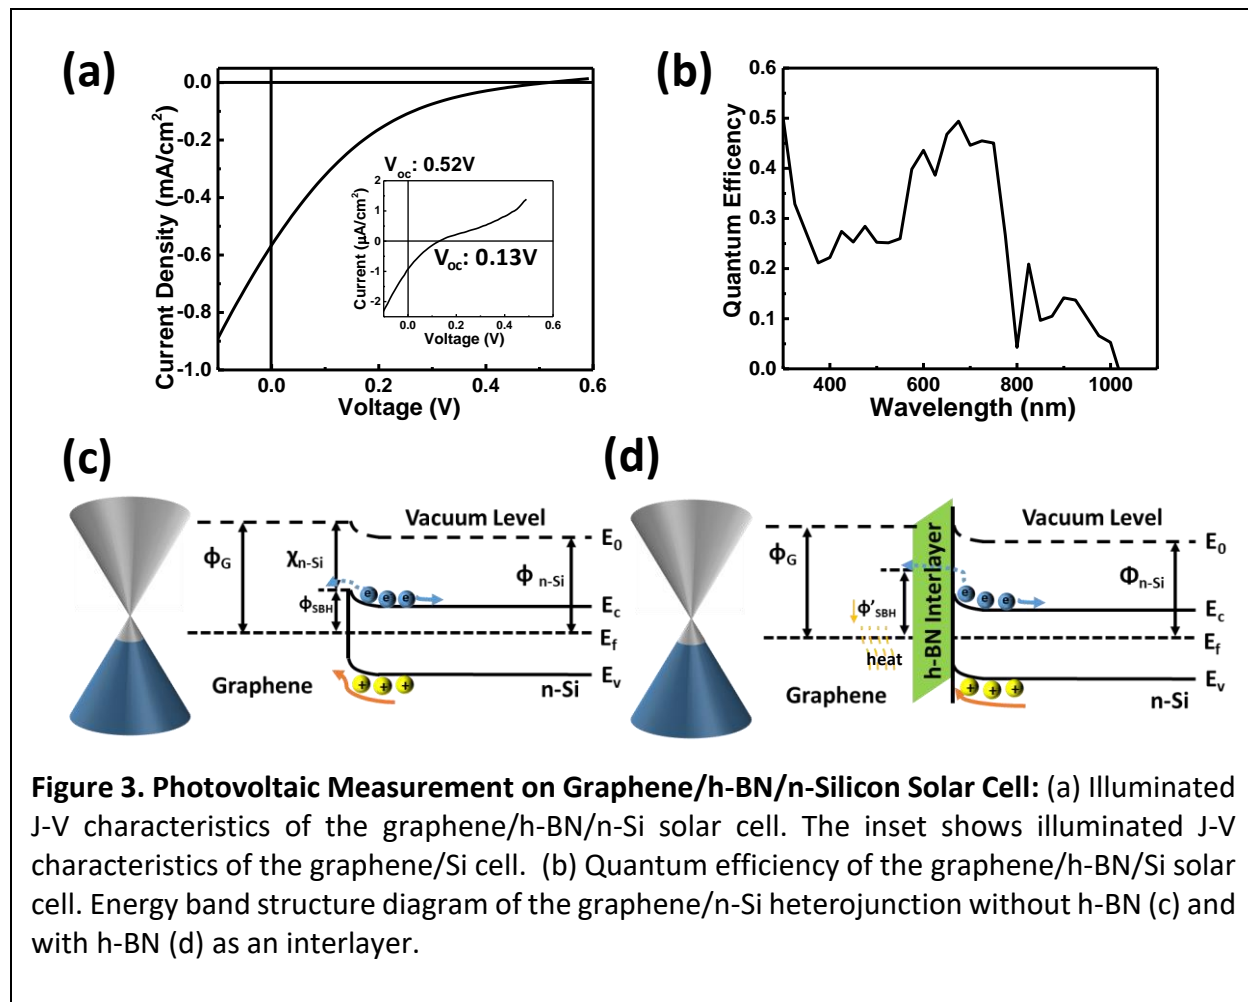 (a)
0.0
-0.2
-0.4
-0.6
-0.8
-1.0
Current Density (mA/cm²)
0.0 0.2 0.4 0.6
Voltage (V)
Voc: 0.52V
2
1
0
-1
-2
Current (µA/cm²)
Voc: 0.13V
0.0 0.2 0.4 0.6
Voltage (V)
(b)
0.6
0.5
0.4
0.3
0.2
0.1
0.0
Quantum Efficency
400 600 800 1000
Wavelength (nm)
(c)
Vacuum Level
E0
ϕG
χn-Si
ϕ n-Si
e e e
ϕSBH
Ec
Ef
+ + +
Ev
Graphene
n-Si
(d)
Vacuum Level
E0
ϕG
h-BN Interlayer
Φn-Si
e e e
ϕ'SBH
Ec
Ef
heat
+ + +
Ev
Graphene
n-Si
Figure 3. Photovoltaic Measurement on Graphene/h-BN/n-Silicon Solar Cell: (a) Illuminated
J-V characteristics of the graphene/h-BN/n-Si solar cell. The inset shows illuminated J-V
characteristics of the graphene/Si cell. (b) Quantum efficiency of the graphene/h-BN/Si solar
cell. Energy band structure diagram of the graphene/n-Si heterojunction without h-BN (c) and
with h-BN (d) as an interlayer.